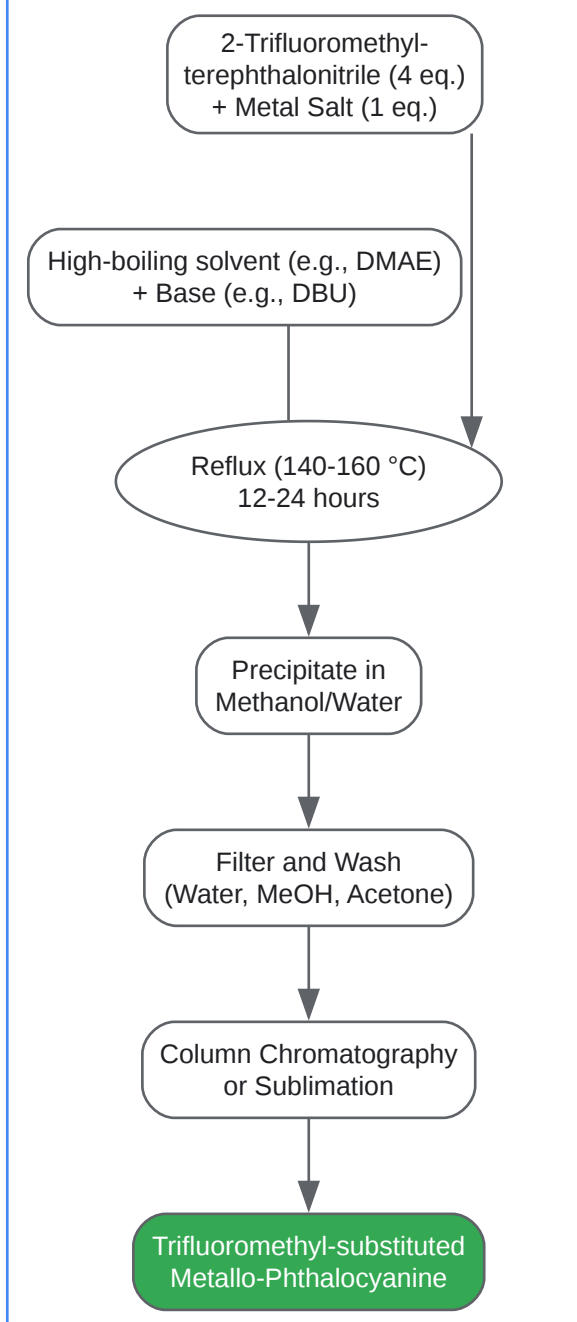 2-Trifluoromethyl-
terephthalonitrile (4 eq.)
+ Metal Salt (1 eq.)
High-boiling solvent (e.g., DMAE)
+ Base (e.g., DBU)
Reflux (140-160 °C)
12-24 hours
Precipitate in
Methanol/Water
Filter and Wash
(Water, MeOH, Acetone)
Column Chromatography
or Sublimation
Trifluoromethyl-substituted
Metallo-Phthalocyanine